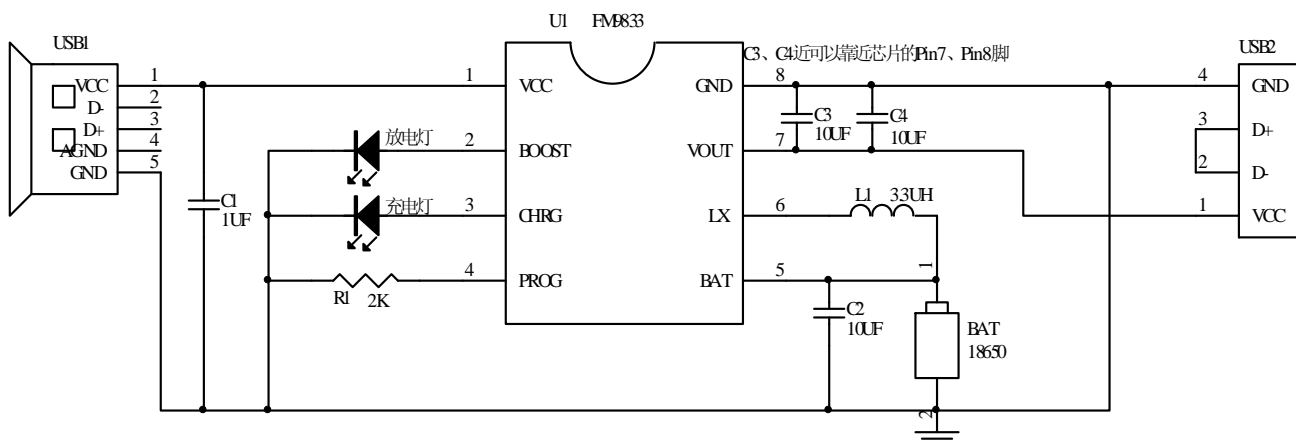 U1 FM9833
USB1
C3、C4近可以靠近芯片的Pin7、Pin8脚
USB2
1
VCC
2
D-
3
D+
4
AGND
5
GND
C1
1UF
放电灯
充电灯
R1 2K
1 VCC
2 BOOST
3 CHRG
4 PROG
GND 8
VOUT 7
LX 6
BAT 5
C3
10UF
C4
10UF
L1 33UH
C2
10UF
1
BAT
18650
2
4 GND
3 D+
2 D-
1 VCC